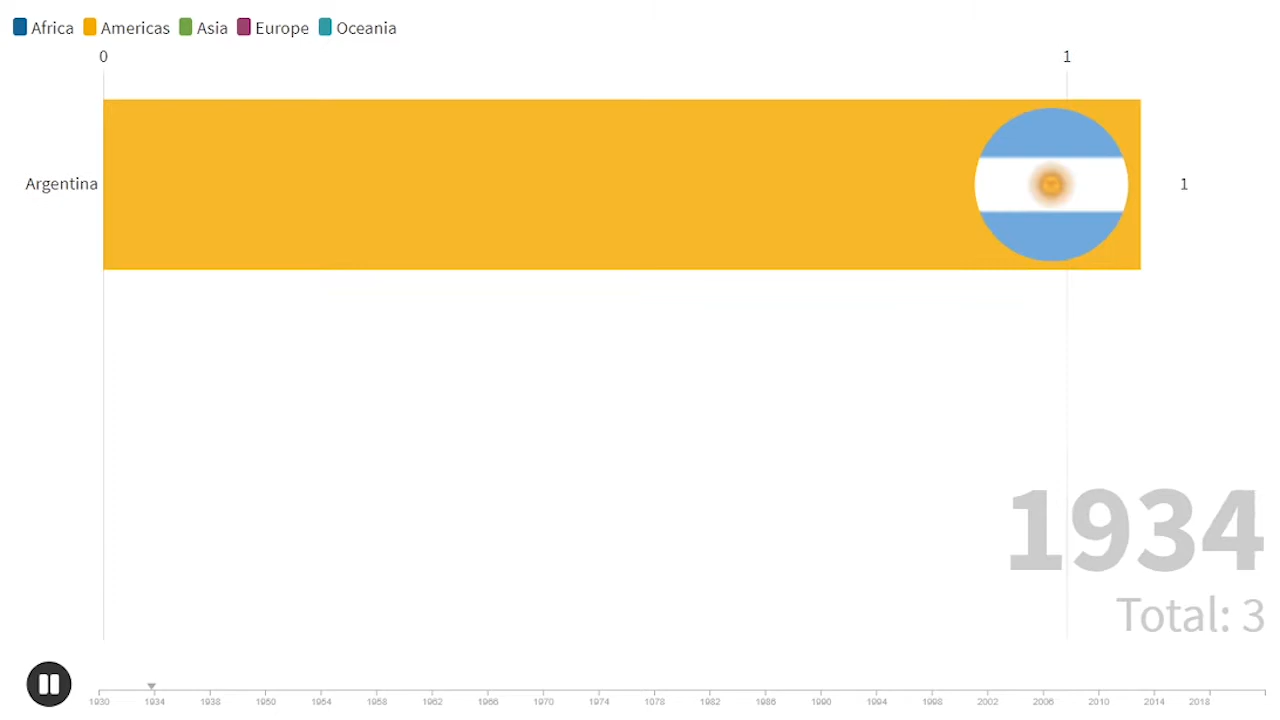 Africa Americas Asia Europe Oceania
0 1
Argentina 1
1934
Total: 3
1930 1934 1938 1950 1954 1958 1962 1966 1970 1974 1078 1982 1986 1990 1994 1998 2002 2006 2010 2014 2018